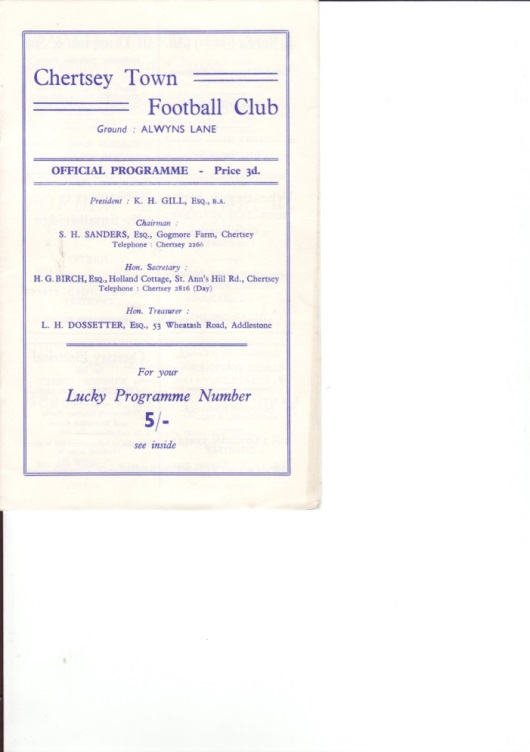 Chertsey Town
Football Club
Ground : ALWYNS LANE
OFFICIAL PROGRAMME - Price 3d.
President : K. H. GILL, ESQ., B.A.
Chairman :
S. H. SANDERS, ESQ., Gogmore Farm, Chertsey
Telephone : Chertsey 2266
Hon. Secretary :
H. G. BIRCH, ESQ., Holland Cottage, St. Ann's Hill Rd., Chertsey
Telephone : Chertsey 2816 (Day)
Hon. Treasurer :
L. H. DOSSETTER, ESQ., 53 Wheatash Road, Addlestone
For your
Lucky Programme Number
5/-
see inside